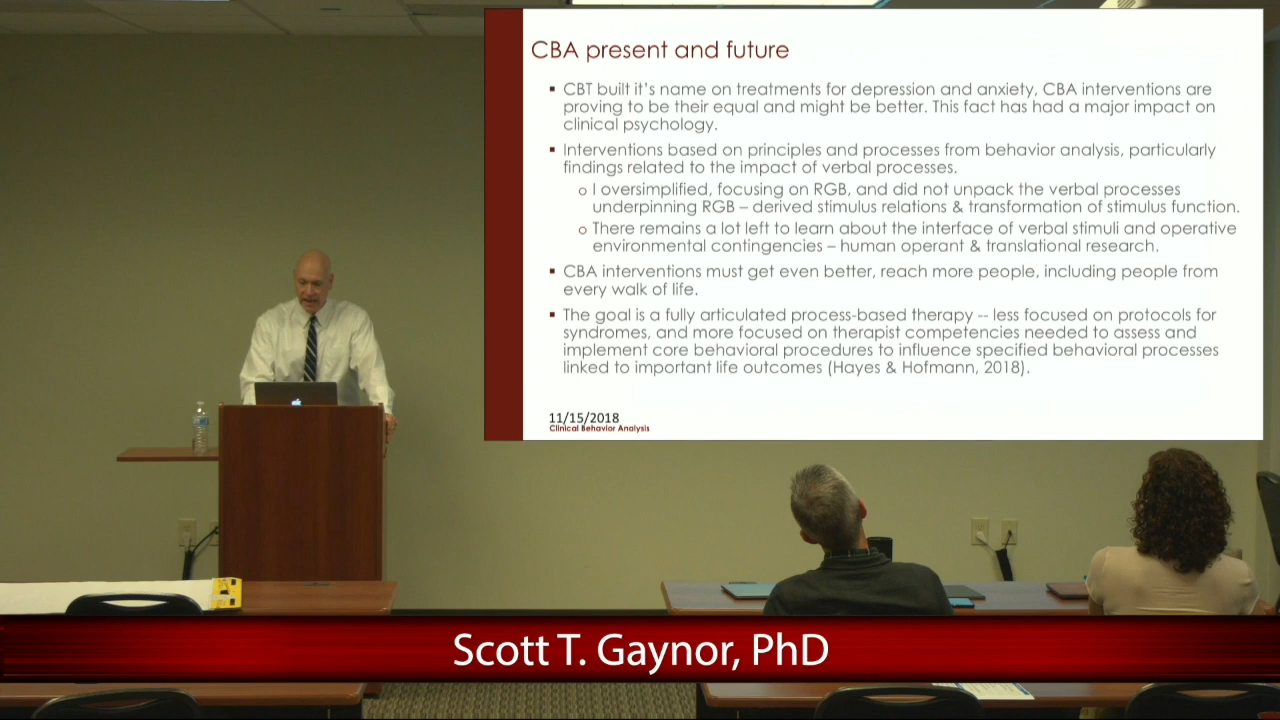 CBA present and future
▪ CBT built it's name on treatments for depression and anxiety, CBA interventions are
proving to be their equal and might be better. This fact has had a major impact on
clinical psychology.
▪ Interventions based on principles and processes from behavior analysis, particularly
findings related to the impact of verbal processes.
o I oversimplified, focusing on RGB, and did not unpack the verbal processes
underpinning RGB – derived stimulus relations & transformation of stimulus function.
o There remains a lot left to learn about the interface of verbal stimuli and operative
environmental contingencies – human operant & translational research.
▪ CBA interventions must get even better, reach more people, including people from
every walk of life.
▪ The goal is a fully articulated process-based therapy -- less focused on protocols for
syndromes, and more focused on therapist competencies needed to assess and
implement core behavioral procedures to influence specified behavioral processes
linked to important life outcomes (Hayes & Hofmann, 2018).
11/15/2018
Clinical Behavior Analysis
Scott T. Gaynor, PhD